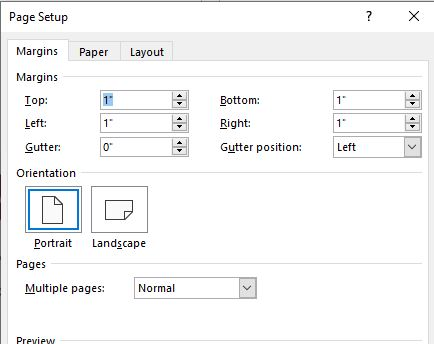 Page Setup ? ×
Margins Paper Layout
Margins
Top: 1" Bottom: 1"
Left: 1" Right: 1"
Gutter: 0" Gutter position: Left
Orientation
Portrait Landscape
Pages
Multiple pages: Normal
Preview